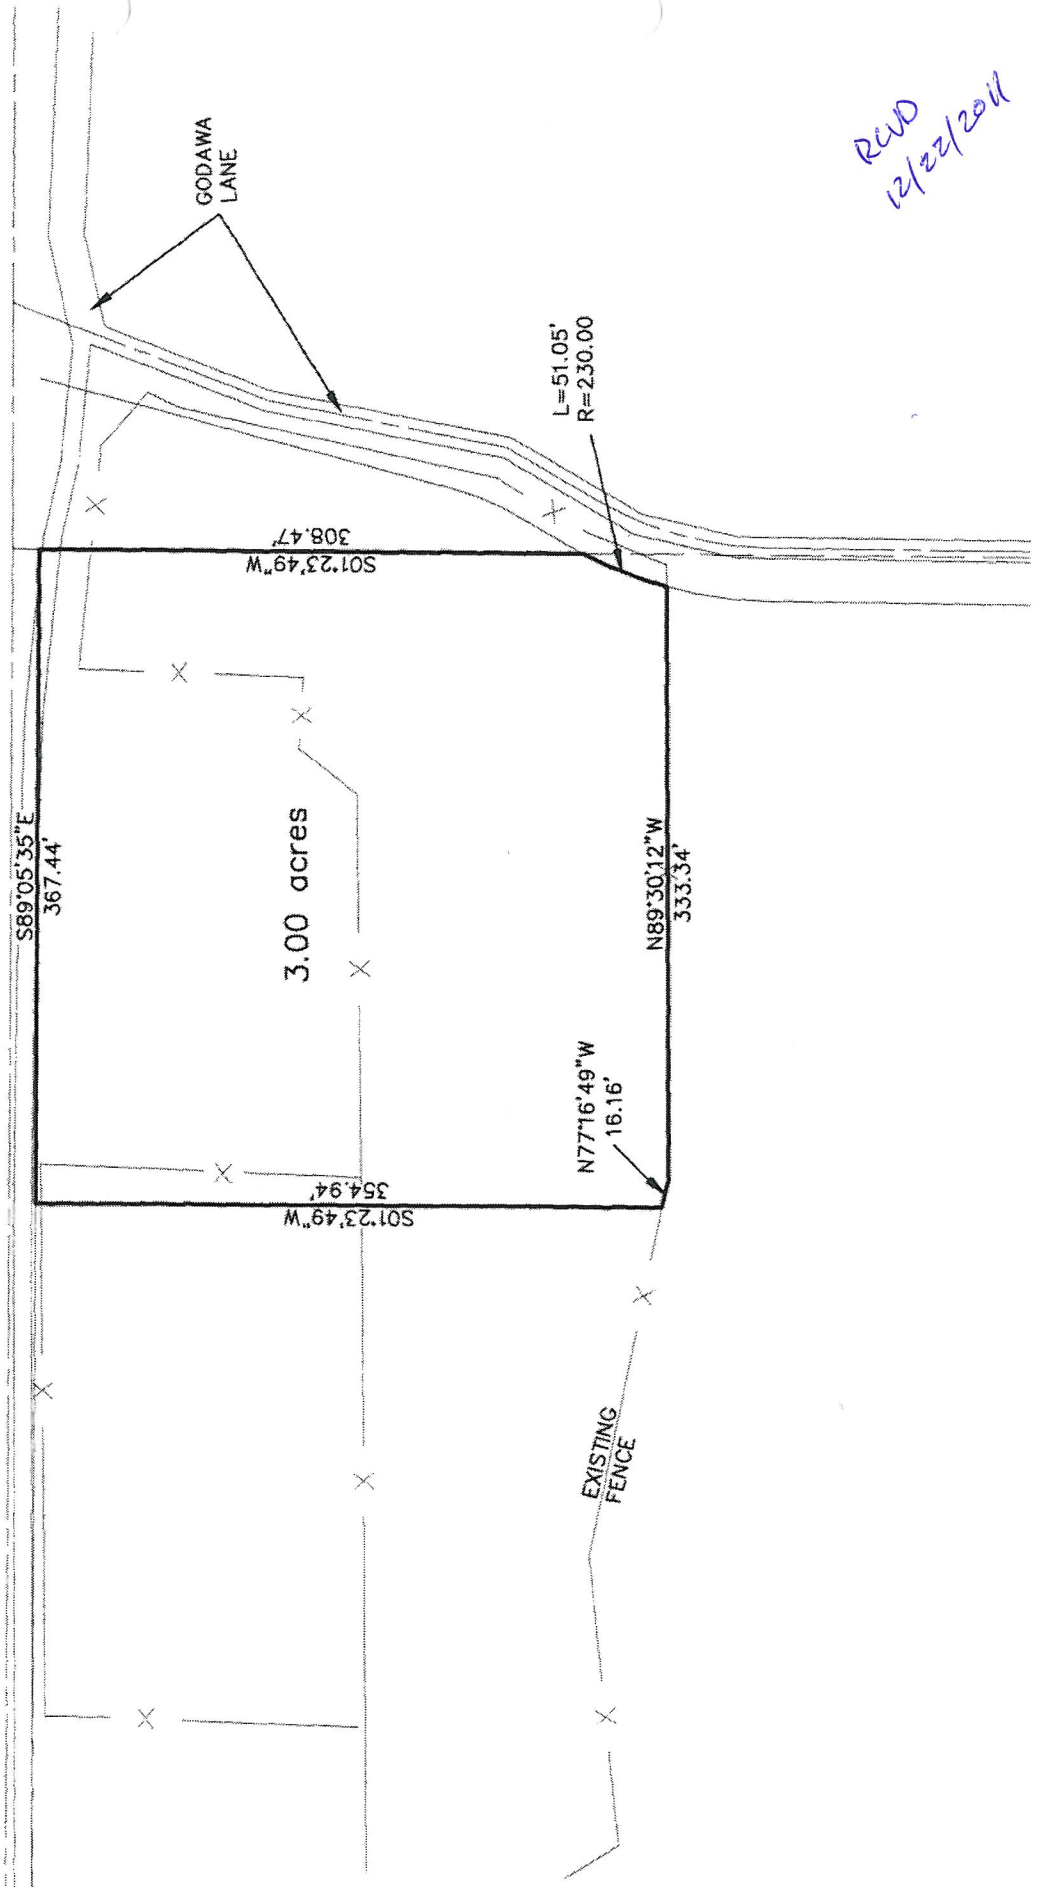 RCVD
12/22/2011
GODAWA
LANE
L=51.05'
R=230.00
S01°23'49"W
308.47'
S89°05'35"E
367.44'
3.00 acres
N89°30'12"W
333.34'
N77°16'49"W
16.16'
S01°23'49"W
354.94'
EXISTING
FENCE